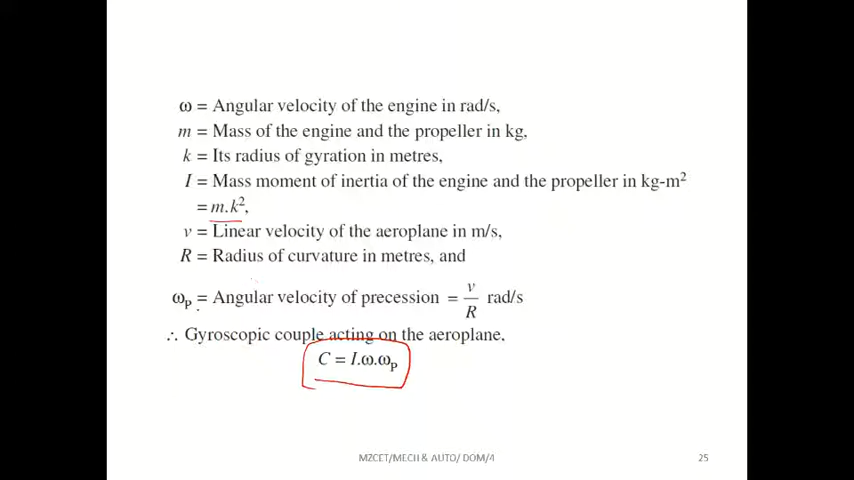 ω = Angular velocity of the engine in rad/s,
m = Mass of the engine and the propeller in kg,
k = Its radius of gyration in metres,
I = Mass moment of inertia of the engine and the propeller in kg-m²
= m.k²,
v = Linear velocity of the aeroplane in m/s,
R = Radius of curvature in metres, and
ωP = Angular velocity of precession = v/R rad/s
∴ Gyroscopic couple acting on the aeroplane,
C = I.ω.ωp
MZCET/MECH & AUTO/ DOM/4
25